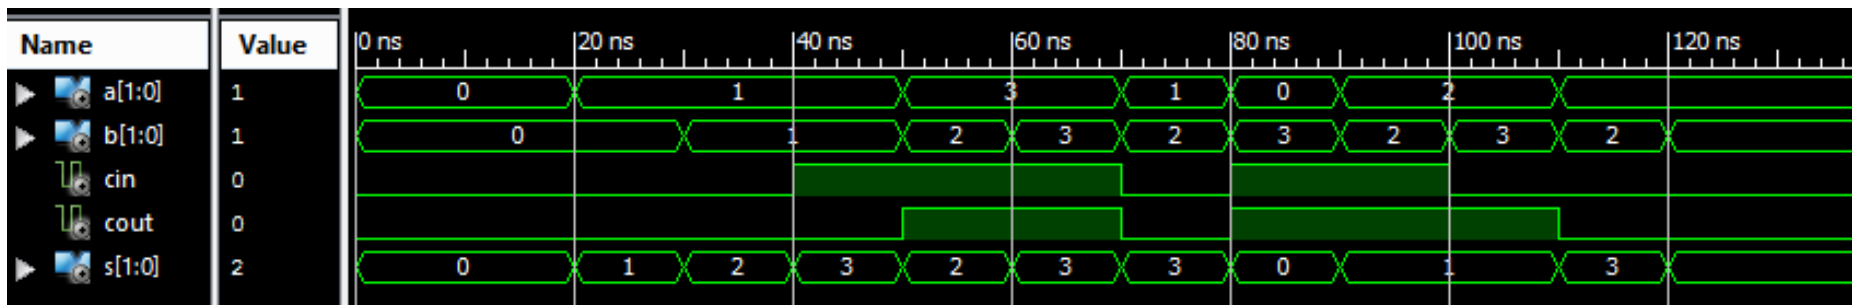 Name Value 0 ns 20 ns 40 ns 60 ns 80 ns 100 ns 120 ns
a[1:0] 1 0 1 3 1 0 2
b[1:0] 1 0 1 2 3 2 3 2 3 2
cin 0
cout 0
s[1:0] 2 0 1 2 3 2 3 3 0 1 3